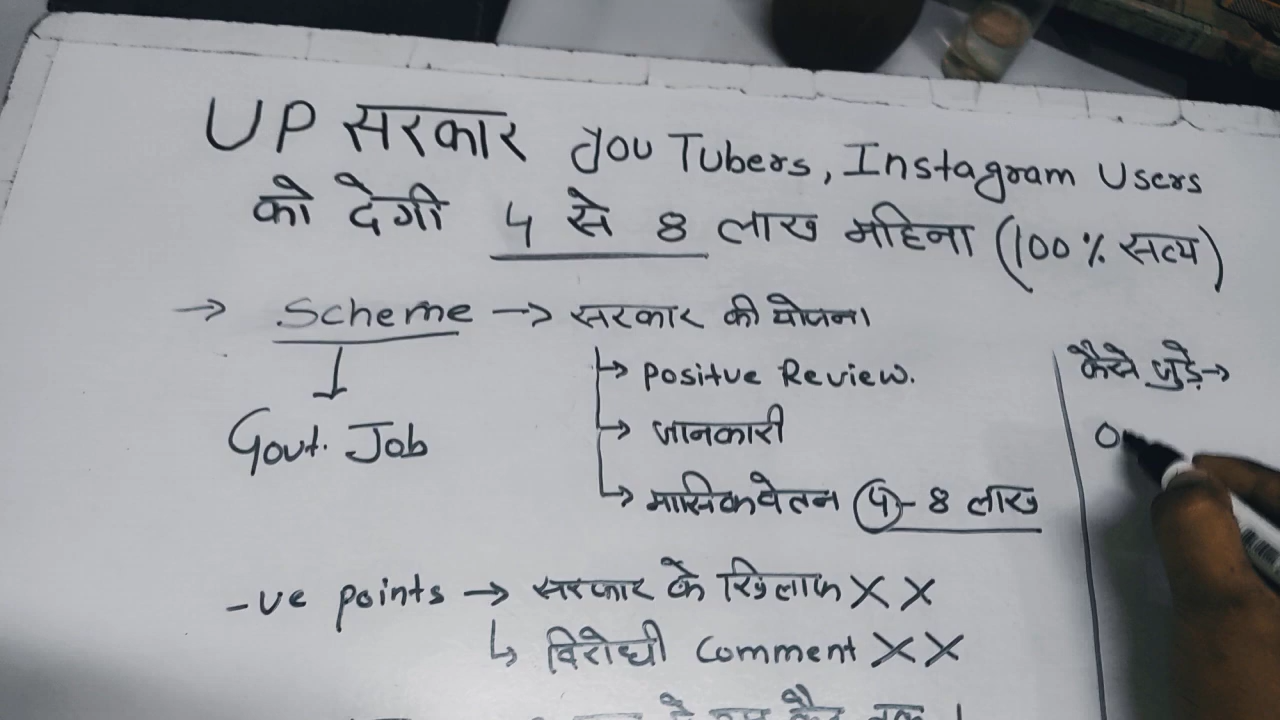 UP सरकार YouTubers, Instagram Users
को देगी 4 से 8 लाख महिना (100% सत्य)
→ Scheme → सरकार की योजना
→ Positve Review.
→ जानकारी
→ मासिक वेतन 4-8 लाख
Govt. Job
-ve points → सरकार के खिलाफ XX
↳ विरोधी Comment XX
कैसे जुड़े→